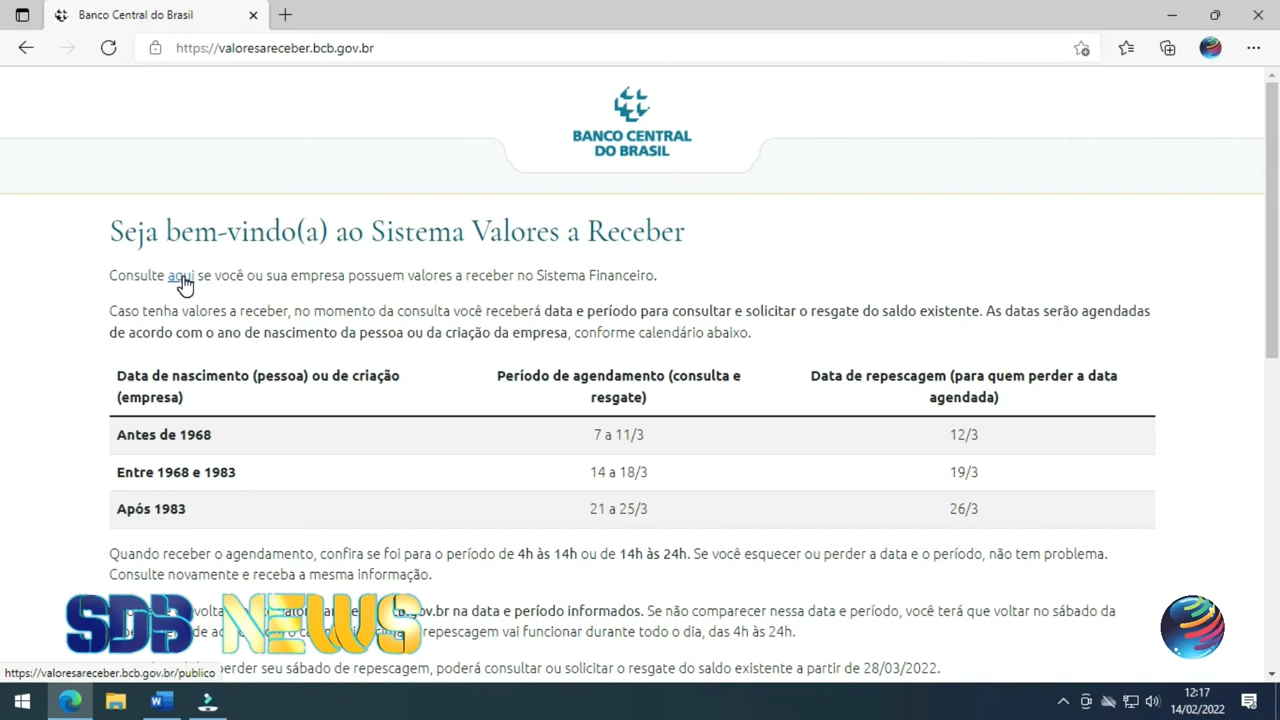 Banco Central do Brasil
https://valoresareceber.bcb.gov.br
BANCO CENTRAL
DO BRASIL
Seja bem-vindo(a) ao Sistema Valores a Receber
Consulte aqui se você ou sua empresa possuem valores a receber no Sistema Financeiro.
Caso tenha valores a receber, no momento da consulta você receberá data e período para consultar e solicitar o resgate do saldo existente. As datas serão agendadas
de acordo com o ano de nascimento da pessoa ou da criação da empresa, conforme calendário abaixo.
Data de nascimento (pessoa) ou de criação
(empresa)
Período de agendamento (consulta e
resgate)
Data de repescagem (para quem perder a data
agendada)
Antes de 1968 7 a 11/3 12/3
Entre 1968 e 1983 14 a 18/3 19/3
Após 1983 21 a 25/3 26/3
Quando receber o agendamento, confira se foi para o período de 4h às 14h ou de 14h às 24h. Se você esquecer ou perder a data e o período, não tem problema.
Consulte novamente e receba a mesma informação.
gov.br na data e período informados. Se não comparecer nessa data e período, você terá que voltar no sábado da
repescagem vai funcionar durante todo o dia, das 4h às 24h.
SDB NEWS
perder seu sábado de repescagem, poderá consultar ou solicitar o resgate do saldo existente a partir de 28/03/2022.
https://valoresareceber.bcb.gov.br/publico
12:17
14/02/2022